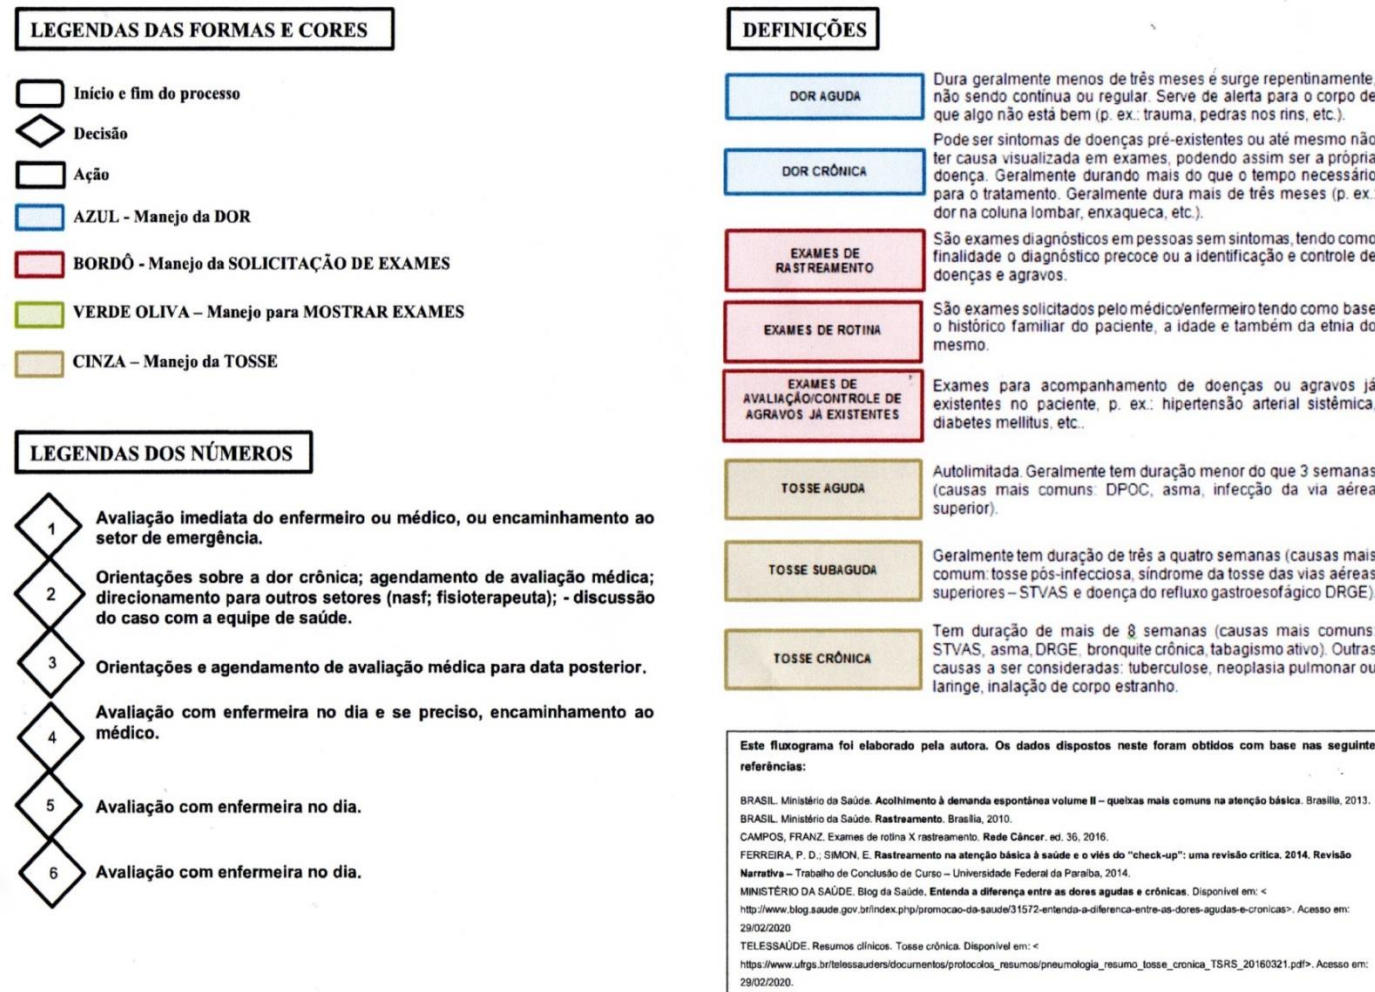 LEGENDAS DAS FORMAS E CORES
Início e fim do processo
Decisão
Ação
AZUL - Manejo da DOR
BORDÔ - Manejo da SOLICITAÇÃO DE EXAMES
VERDE OLIVA – Manejo para MOSTRAR EXAMES
CINZA – Manejo da TOSSE
LEGENDAS DOS NÚMEROS
1
Avaliação imediata do enfermeiro ou médico, ou encaminhamento ao
setor de emergência.
2
Orientações sobre a dor crônica; agendamento de avaliação médica;
direcionamento para outros setores (nasf; fisioterapeuta); - discussão
do caso com a equipe de saúde.
3
Orientações e agendamento de avaliação médica para data posterior.
4
Avaliação com enfermeira no dia e se preciso, encaminhamento ao
médico.
5
Avaliação com enfermeira no dia.
6
Avaliação com enfermeira no dia.
DEFINIÇÕES
DOR AGUDA
Dura geralmente menos de três meses e surge repentinamente,
não sendo contínua ou regular. Serve de alerta para o corpo de
que algo não está bem (p. ex.: trauma, pedras nos rins, etc.).
DOR CRÔNICA
Pode ser sintomas de doenças pré-existentes ou até mesmo não
ter causa visualizada em exames, podendo assim ser a própria
doença. Geralmente durando mais do que o tempo necessário
para o tratamento. Geralmente dura mais de três meses (p. ex.:
dor na coluna lombar, enxaqueca, etc.).
EXAMES DE
RASTREAMENTO
São exames diagnósticos em pessoas sem sintomas, tendo como
finalidade o diagnóstico precoce ou a identificação e controle de
doenças e agravos.
EXAMES DE ROTINA
São exames solicitados pelo médico/enfermeiro tendo como base
o histórico familiar do paciente, a idade e também da etnia do
mesmo.
EXAMES DE
AVALIAÇÃO/CONTROLE DE
AGRAVOS JÁ EXISTENTES
Exames para acompanhamento de doenças ou agravos já
existentes no paciente, p. ex.: hipertensão arterial sistêmica,
diabetes mellitus, etc..
TOSSE AGUDA
Autolimitada. Geralmente tem duração menor do que 3 semanas
(causas mais comuns: DPOC, asma, infecção da via aérea
superior).
TOSSE SUBAGUDA
Geralmente tem duração de três a quatro semanas (causas mais
comum: tosse pós-infecciosa, síndrome da tosse das vias aéreas
superiores – STVAS e doença do refluxo gastroesofágico DRGE)
TOSSE CRÔNICA
Tem duração de mais de 8 semanas (causas mais comuns:
STVAS, asma, DRGE, bronquite crônica, tabagismo ativo). Outras
causas a ser consideradas: tuberculose, neoplasia pulmonar ou
laringe, inalação de corpo estranho.
Este fluxograma foi elaborado pela autora. Os dados dispostos neste foram obtidos com base nas seguinte
referências:
BRASIL. Ministério da Saúde. Acolhimento à demanda espontânea volume II – queixas mais comuns na atenção básica. Brasília, 2013.
BRASIL. Ministério da Saúde. Rastreamento. Brasília, 2010.
CAMPOS, FRANZ. Exames de rotina X rastreamento. Rede Câncer. ed. 36, 2016.
FERREIRA, P. D.; SIMON, E. Rastreamento na atenção básica à saúde e o viés do "check-up": uma revisão crítica. 2014. Revisão
Narrativa – Trabalho de Conclusão de Curso – Universidade Federal da Paraíba, 2014.
MINISTÉRIO DA SAÚDE. Blog da Saúde. Entenda a diferença entre as dores agudas e crônicas. Disponível em: <
http://www.blog.saude.gov.br/index.php/promocao-da-saude/31572-entenda-a-diferenca-entre-as-dores-agudas-e-cronicas>. Acesso em:
29/02/2020
TELESSAÚDE. Resumos clínicos. Tosse crônica. Disponível em: <
https://www.ufrgs.br/telessauders/documentos/protocolos_resumos/pneumologia_resumo_tosse_cronica_TSRS_20160321.pdf>. Acesso em:
29/02/2020.